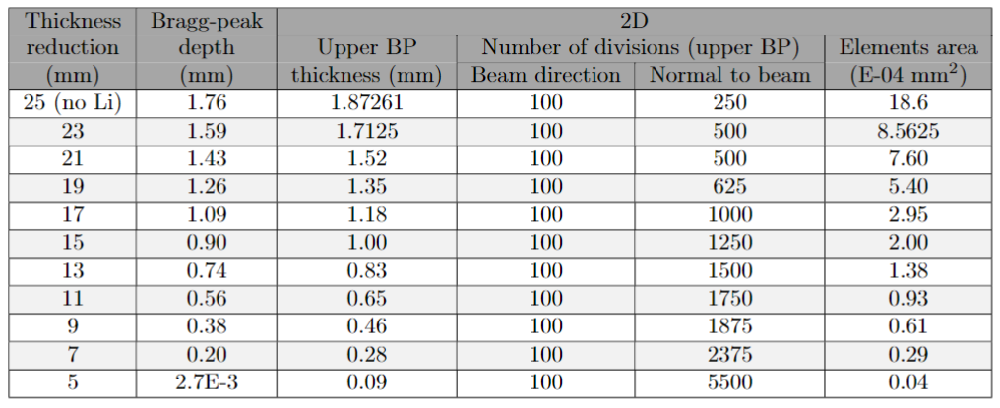 Thickness Bragg-peak 2D
reduction depth Upper BP Number of divisions (upper BP) Elements area
(mm) (mm) thickness (mm) Beam direction Normal to beam (E-04 mm²)
25 (no Li) 1.76 1.87261 100 250 18.6
23 1.59 1.7125 100 500 8.5625
21 1.43 1.52 100 500 7.60
19 1.26 1.35 100 625 5.40
17 1.09 1.18 100 1000 2.95
15 0.90 1.00 100 1250 2.00
13 0.74 0.83 100 1500 1.38
11 0.56 0.65 100 1750 0.93
9 0.38 0.46 100 1875 0.61
7 0.20 0.28 100 2375 0.29
5 2.7E-3 0.09 100 5500 0.04